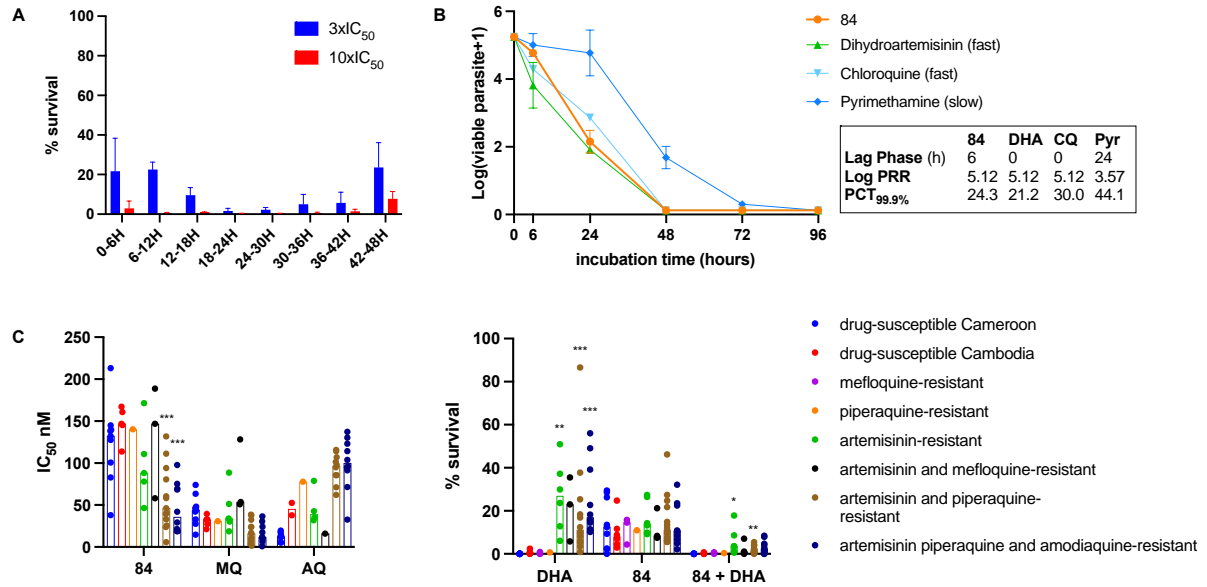 A
100
80
60
40
20
0
% survival
3xIC50
10xIC50
0-6H
6-12H
12-18H
18-24H
24-30H
30-36H
36-42H
42-48H
B
6
4
2
0
Log(viable parasite+1)
0 6 24 48 72 96
incubation time (hours)
84
Dihydroartemisinin (fast)
Chloroquine (fast)
Pyrimethamine (slow)
84 DHA CQ Pyr
Lag Phase (h) 6 0 0 24
Log PRR 5.12 5.12 5.12 3.57
PCT99.9% 24.3 21.2 30.0 44.1
C
250
200
150
100
50
0
IC50 nM
***
***
84 MQ AQ
100
80
60
40
20
0
% survival
**
***
***
*
**
DHA 84 84 + DHA
drug-susceptible Cameroon
drug-susceptible Cambodia
mefloquine-resistant
piperaquine-resistant
artemisinin-resistant
artemisinin and mefloquine-resistant
artemisinin and piperaquine-
resistant
artemisinin piperaquine and amodiaquine-resistant